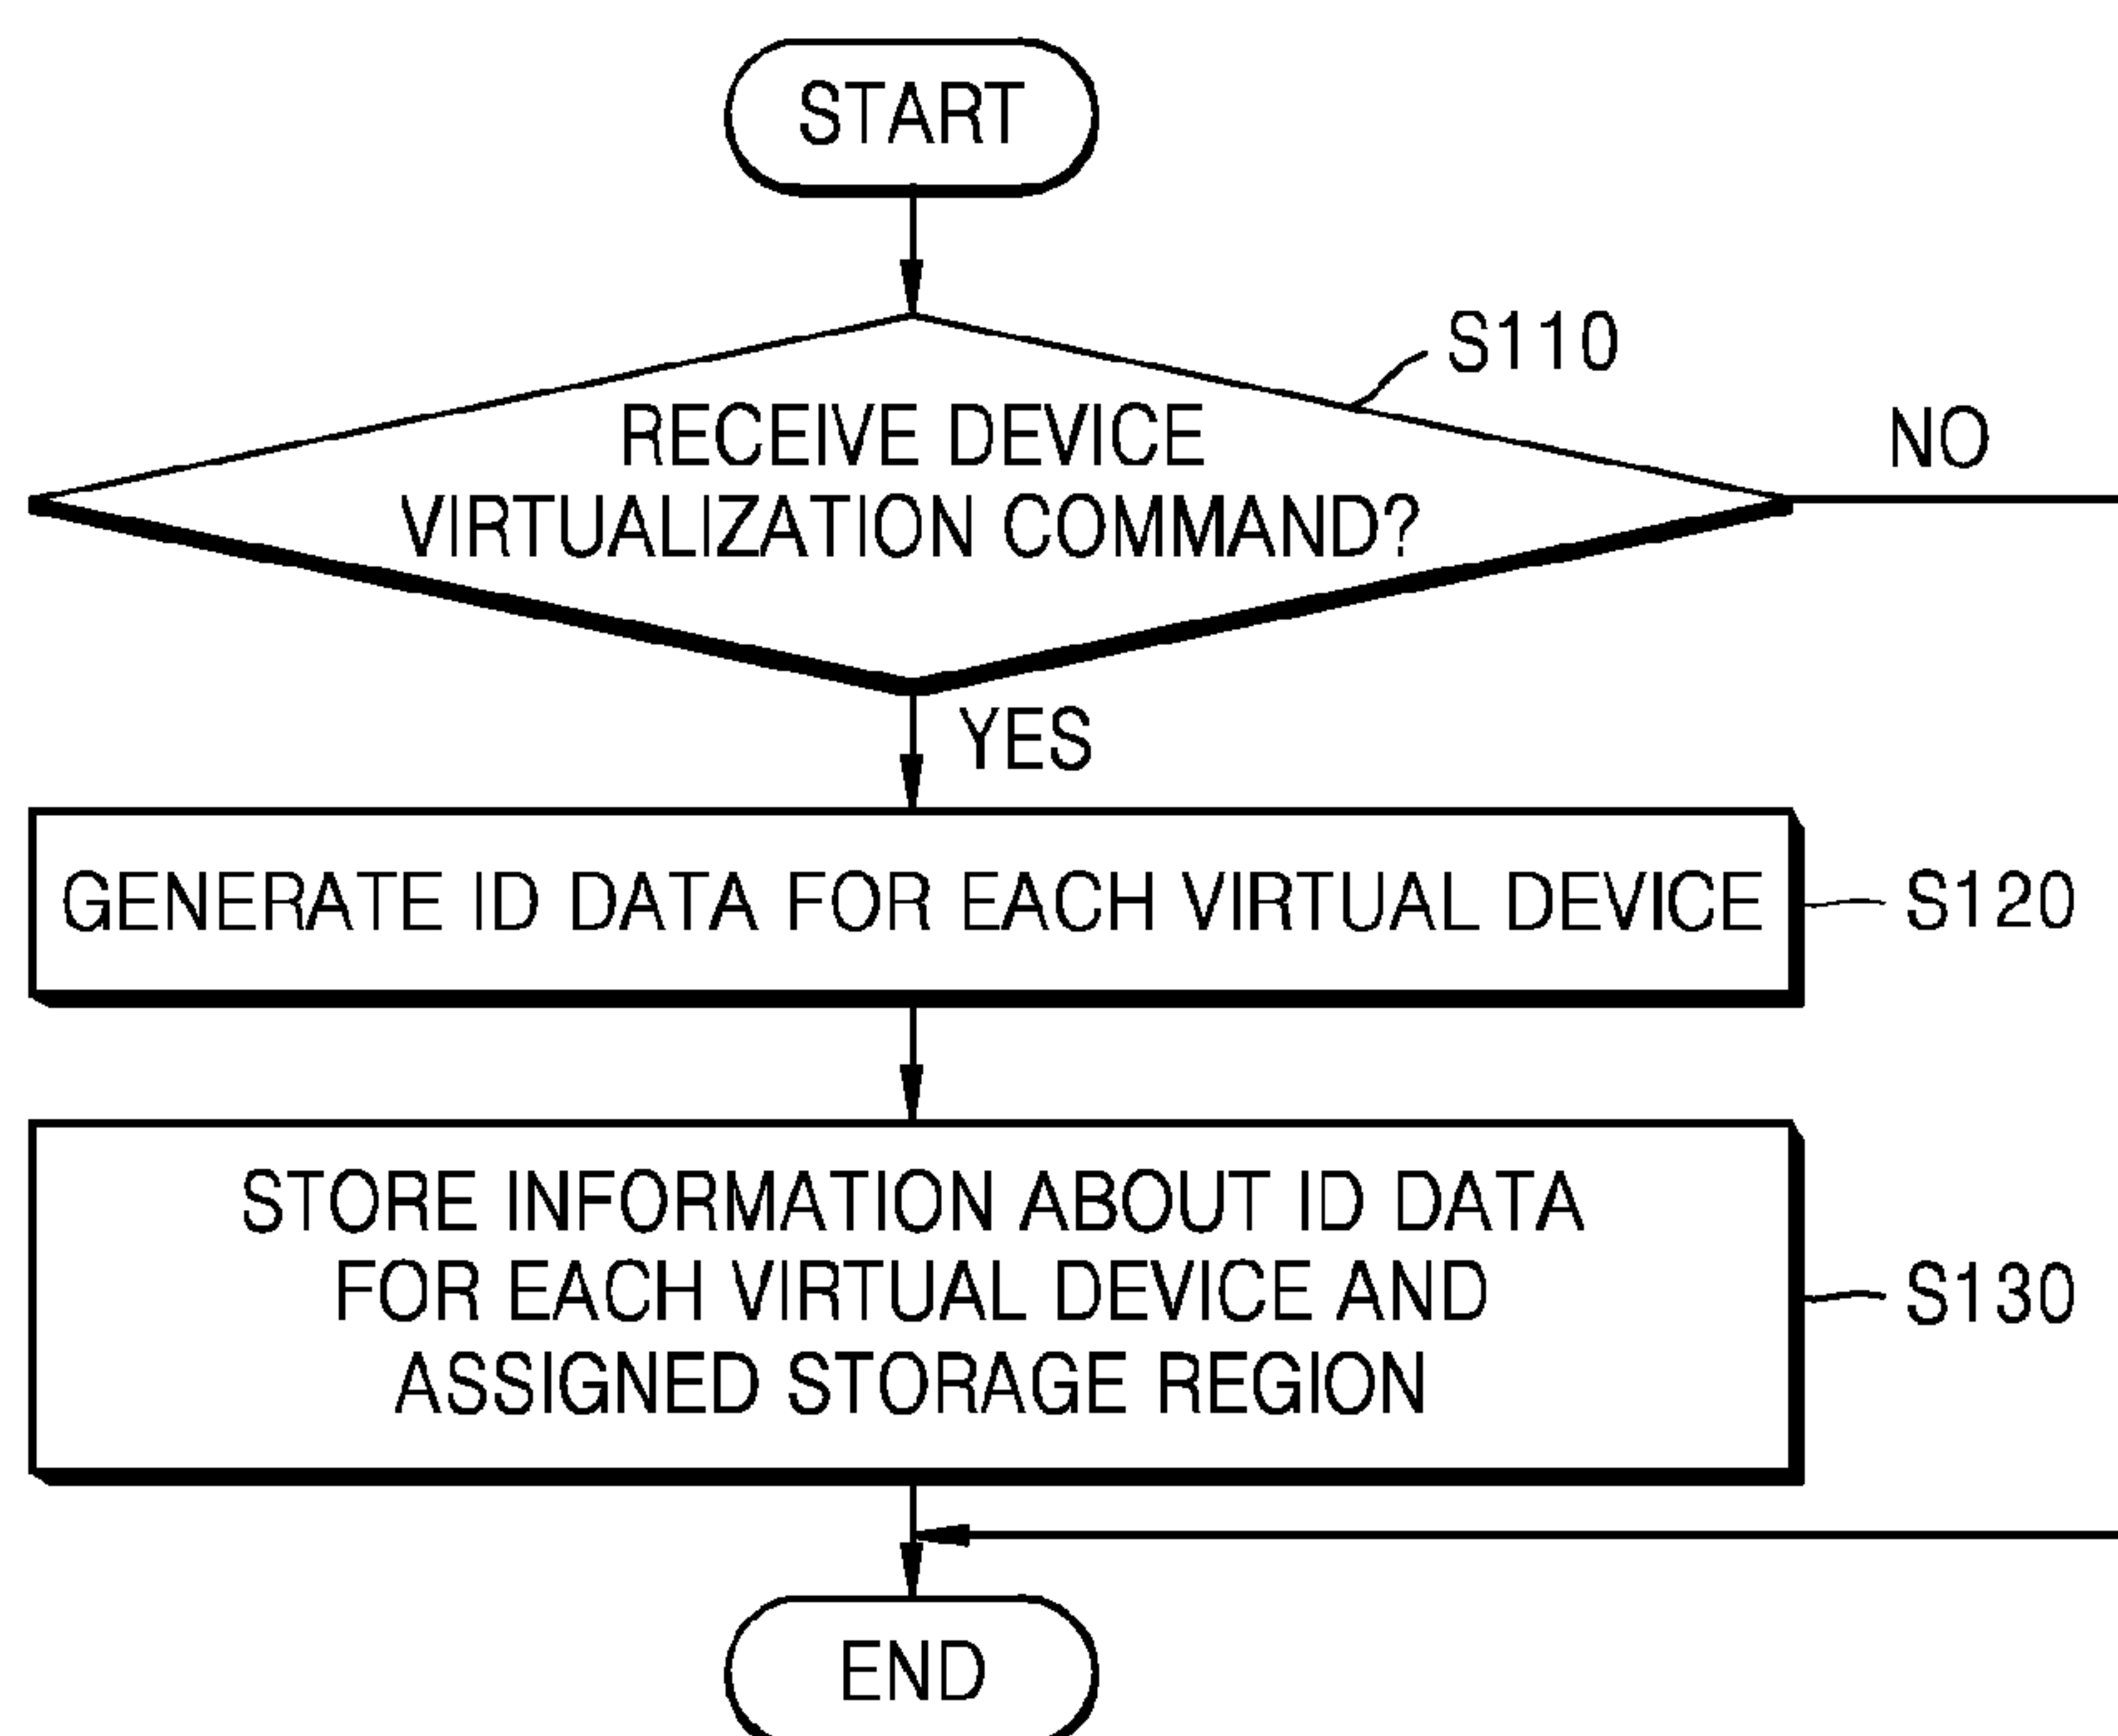 START
S110
RECEIVE DEVICE
VIRTUALIZATION COMMAND?
NO
YES
GENERATE ID DATA FOR EACH VIRTUAL DEVICE
S120
STORE INFORMATION ABOUT ID DATA
FOR EACH VIRTUAL DEVICE AND
ASSIGNED STORAGE REGION
S130
END